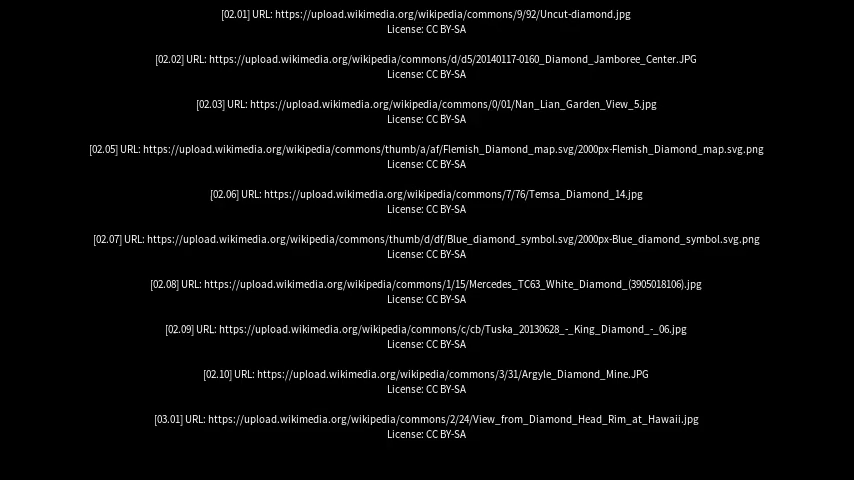 [02.01] URL: https://upload.wikimedia.org/wikipedia/commons/9/92/Uncut-diamond.jpg
License: CC BY-SA
[02.02] URL: https://upload.wikimedia.org/wikipedia/commons/d/d5/20140117-0160_Diamond_Jamboree_Center.JPG
License: CC BY-SA
[02.03] URL: https://upload.wikimedia.org/wikipedia/commons/0/01/Nan_Lian_Garden_View_5.jpg
License: CC BY-SA
[02.05] URL: https://upload.wikimedia.org/wikipedia/commons/thumb/a/af/Flemish_Diamond_map.svg/2000px-Flemish_Diamond_map.svg.png
License: CC BY-SA
[02.06] URL: https://upload.wikimedia.org/wikipedia/commons/7/76/Temsa_Diamond_14.jpg
License: CC BY-SA
[02.07] URL: https://upload.wikimedia.org/wikipedia/commons/thumb/d/df/Blue_diamond_symbol.svg/2000px-Blue_diamond_symbol.svg.png
License: CC BY-SA
[02.08] URL: https://upload.wikimedia.org/wikipedia/commons/1/15/Mercedes_TC63_White_Diamond_(3905018106).jpg
License: CC BY-SA
[02.09] URL: https://upload.wikimedia.org/wikipedia/commons/c/cb/Tuska_20130628_-_King_Diamond_-_06.jpg
License: CC BY-SA
[02.10] URL: https://upload.wikimedia.org/wikipedia/commons/3/31/Argyle_Diamond_Mine.JPG
License: CC BY-SA
[03.01] URL: https://upload.wikimedia.org/wikipedia/commons/2/24/View_from_Diamond_Head_Rim_at_Hawaii.jpg
License: CC BY-SA